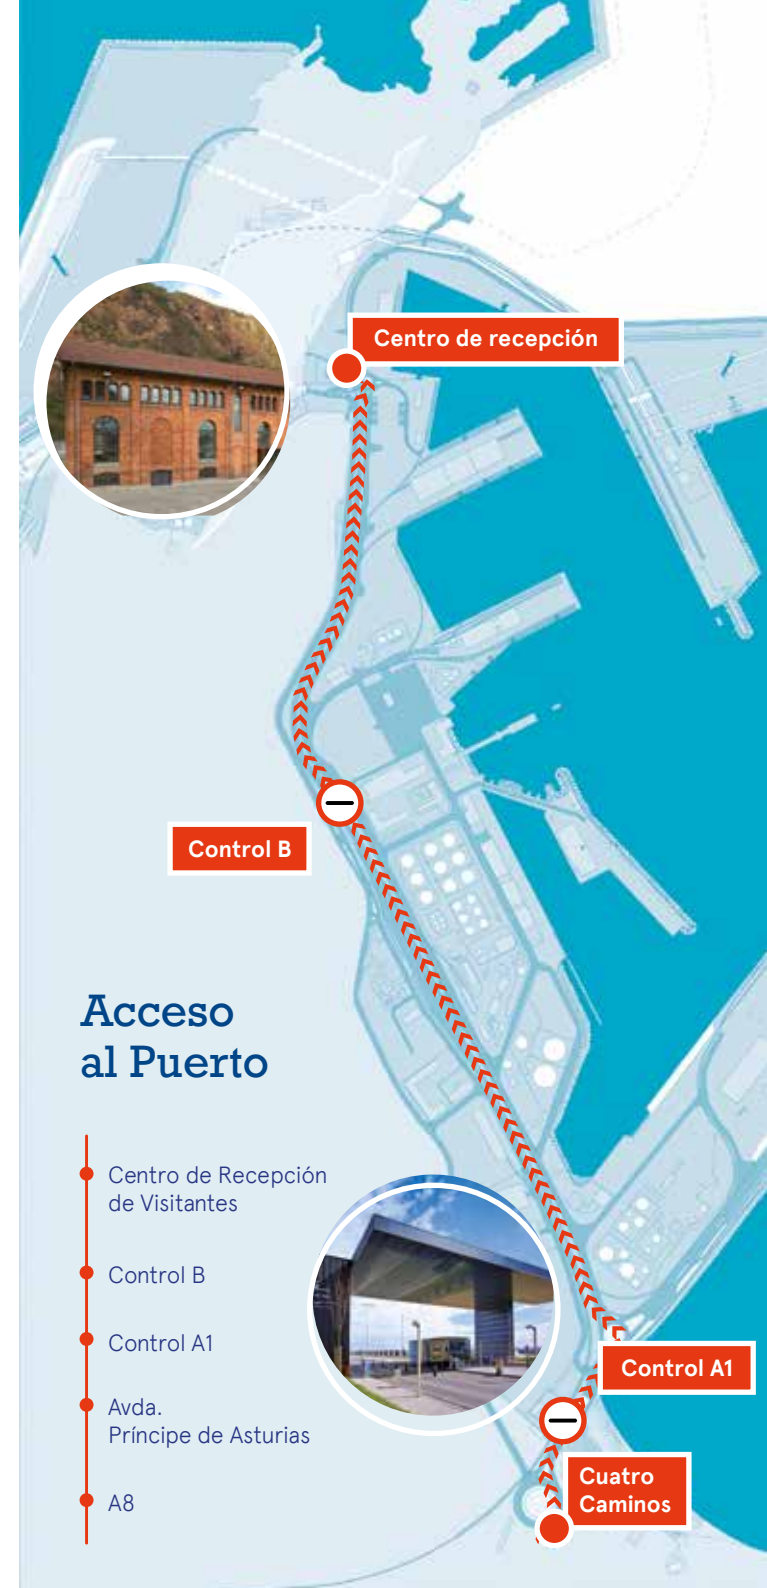 Centro de recepción
Control B
Acceso
al Puerto
Centro de Recepción
de Visitantes
Control B
Control A1
Avda.
Príncipe de Asturias
A8
Control A1
Cuatro
Caminos